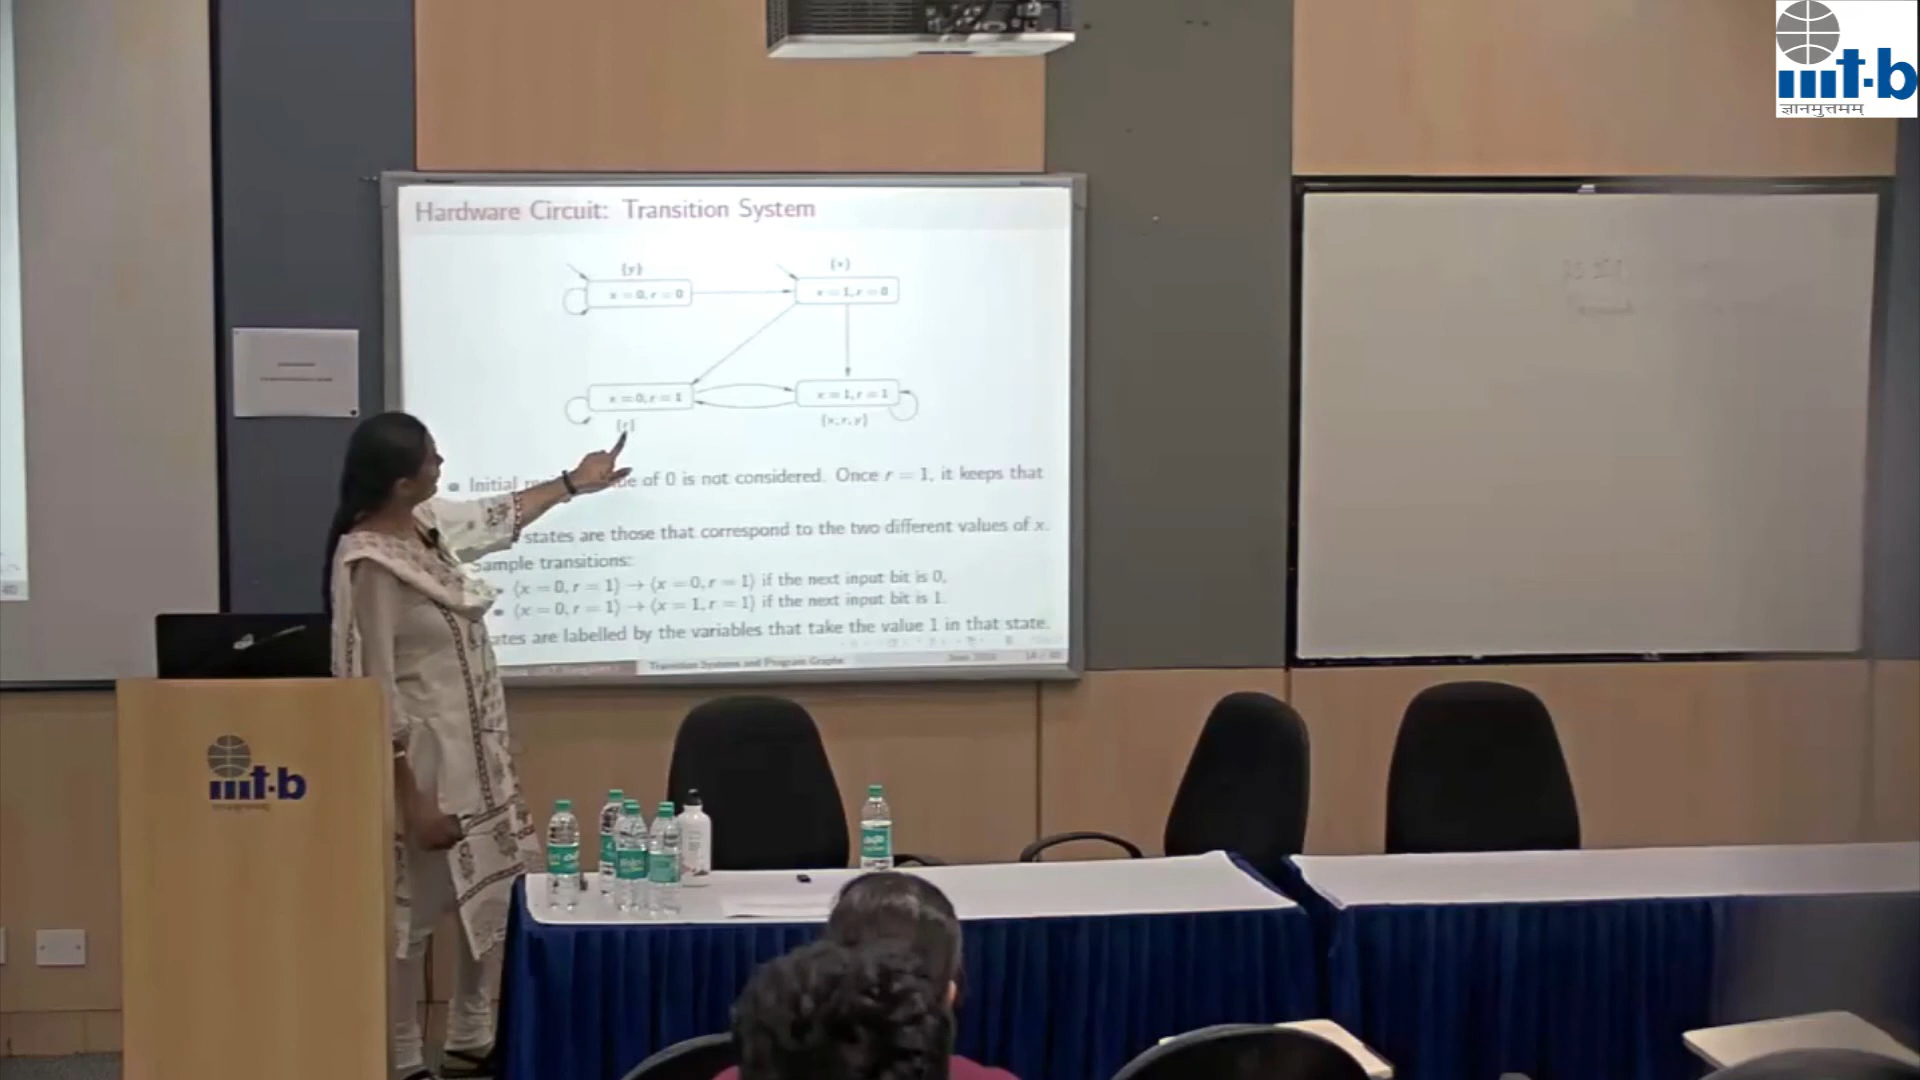 iiit-b
ज्ञानमुत्तमम्
Hardware Circuit: Transition System
{y}
{x}
x = 0, r = 0
x = 1, r = 0
x = 0, r = 1
x = 1, r = 1
{r}
{x, r, y}
Initial of 0 is not considered. Once r = 1, it keeps that
states are those that correspond to the two different values of x.
Sample transitions:
⟨x = 0, r = 1⟩ → ⟨x = 0, r = 1⟩ if the next input bit is 0.
⟨x = 0, r = 1⟩ → ⟨x = 1, r = 1⟩ if the next input bit is 1.
are labelled by the variables that take the value 1 in that state.
Transition Systems and Program Graphs
iiit-b